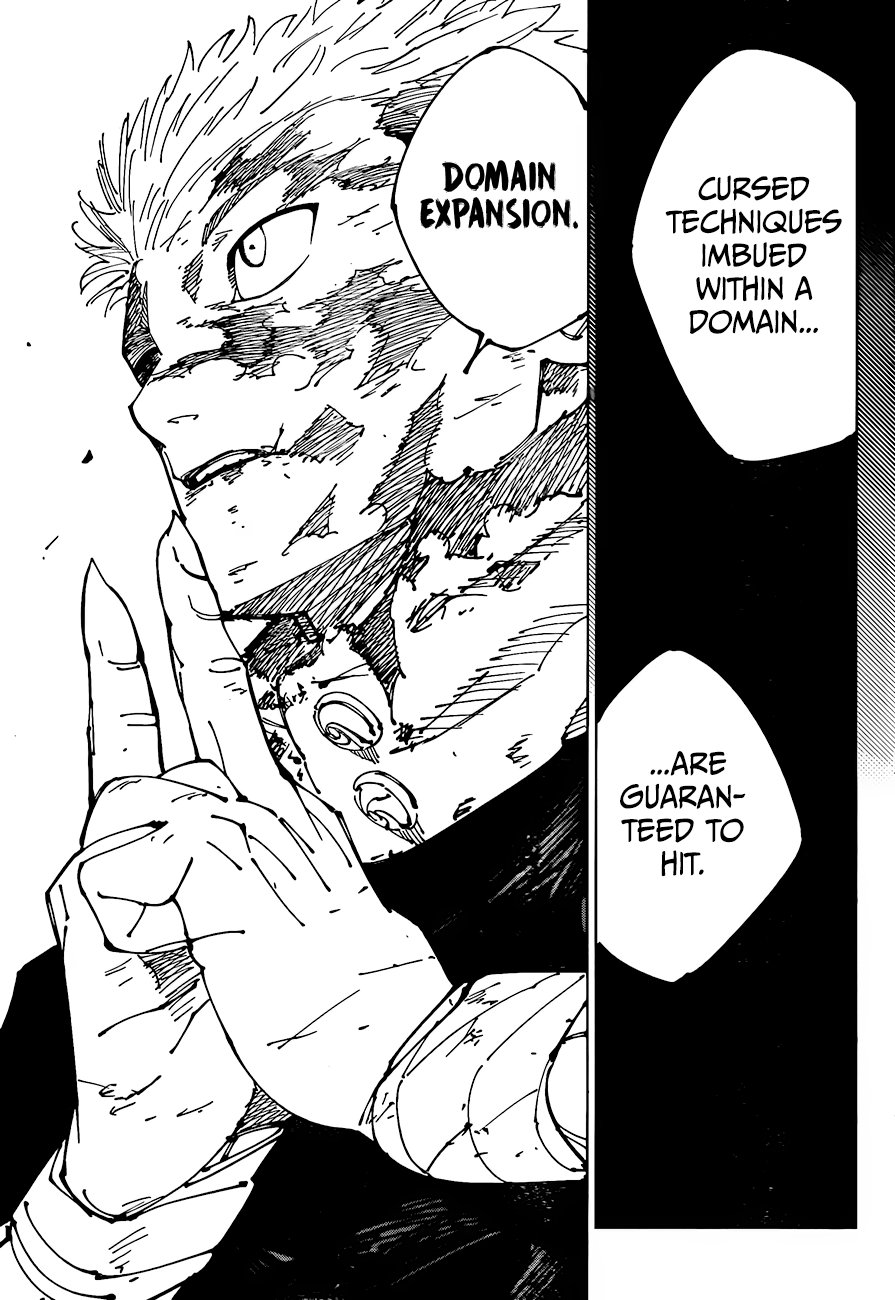 CURSED
TECHNIQUES
IMBUED
WITHIN A
DOMAIN...
...ARE
GUARAN-
TEED TO
HIT.
DOMAIN
EXPANSION.